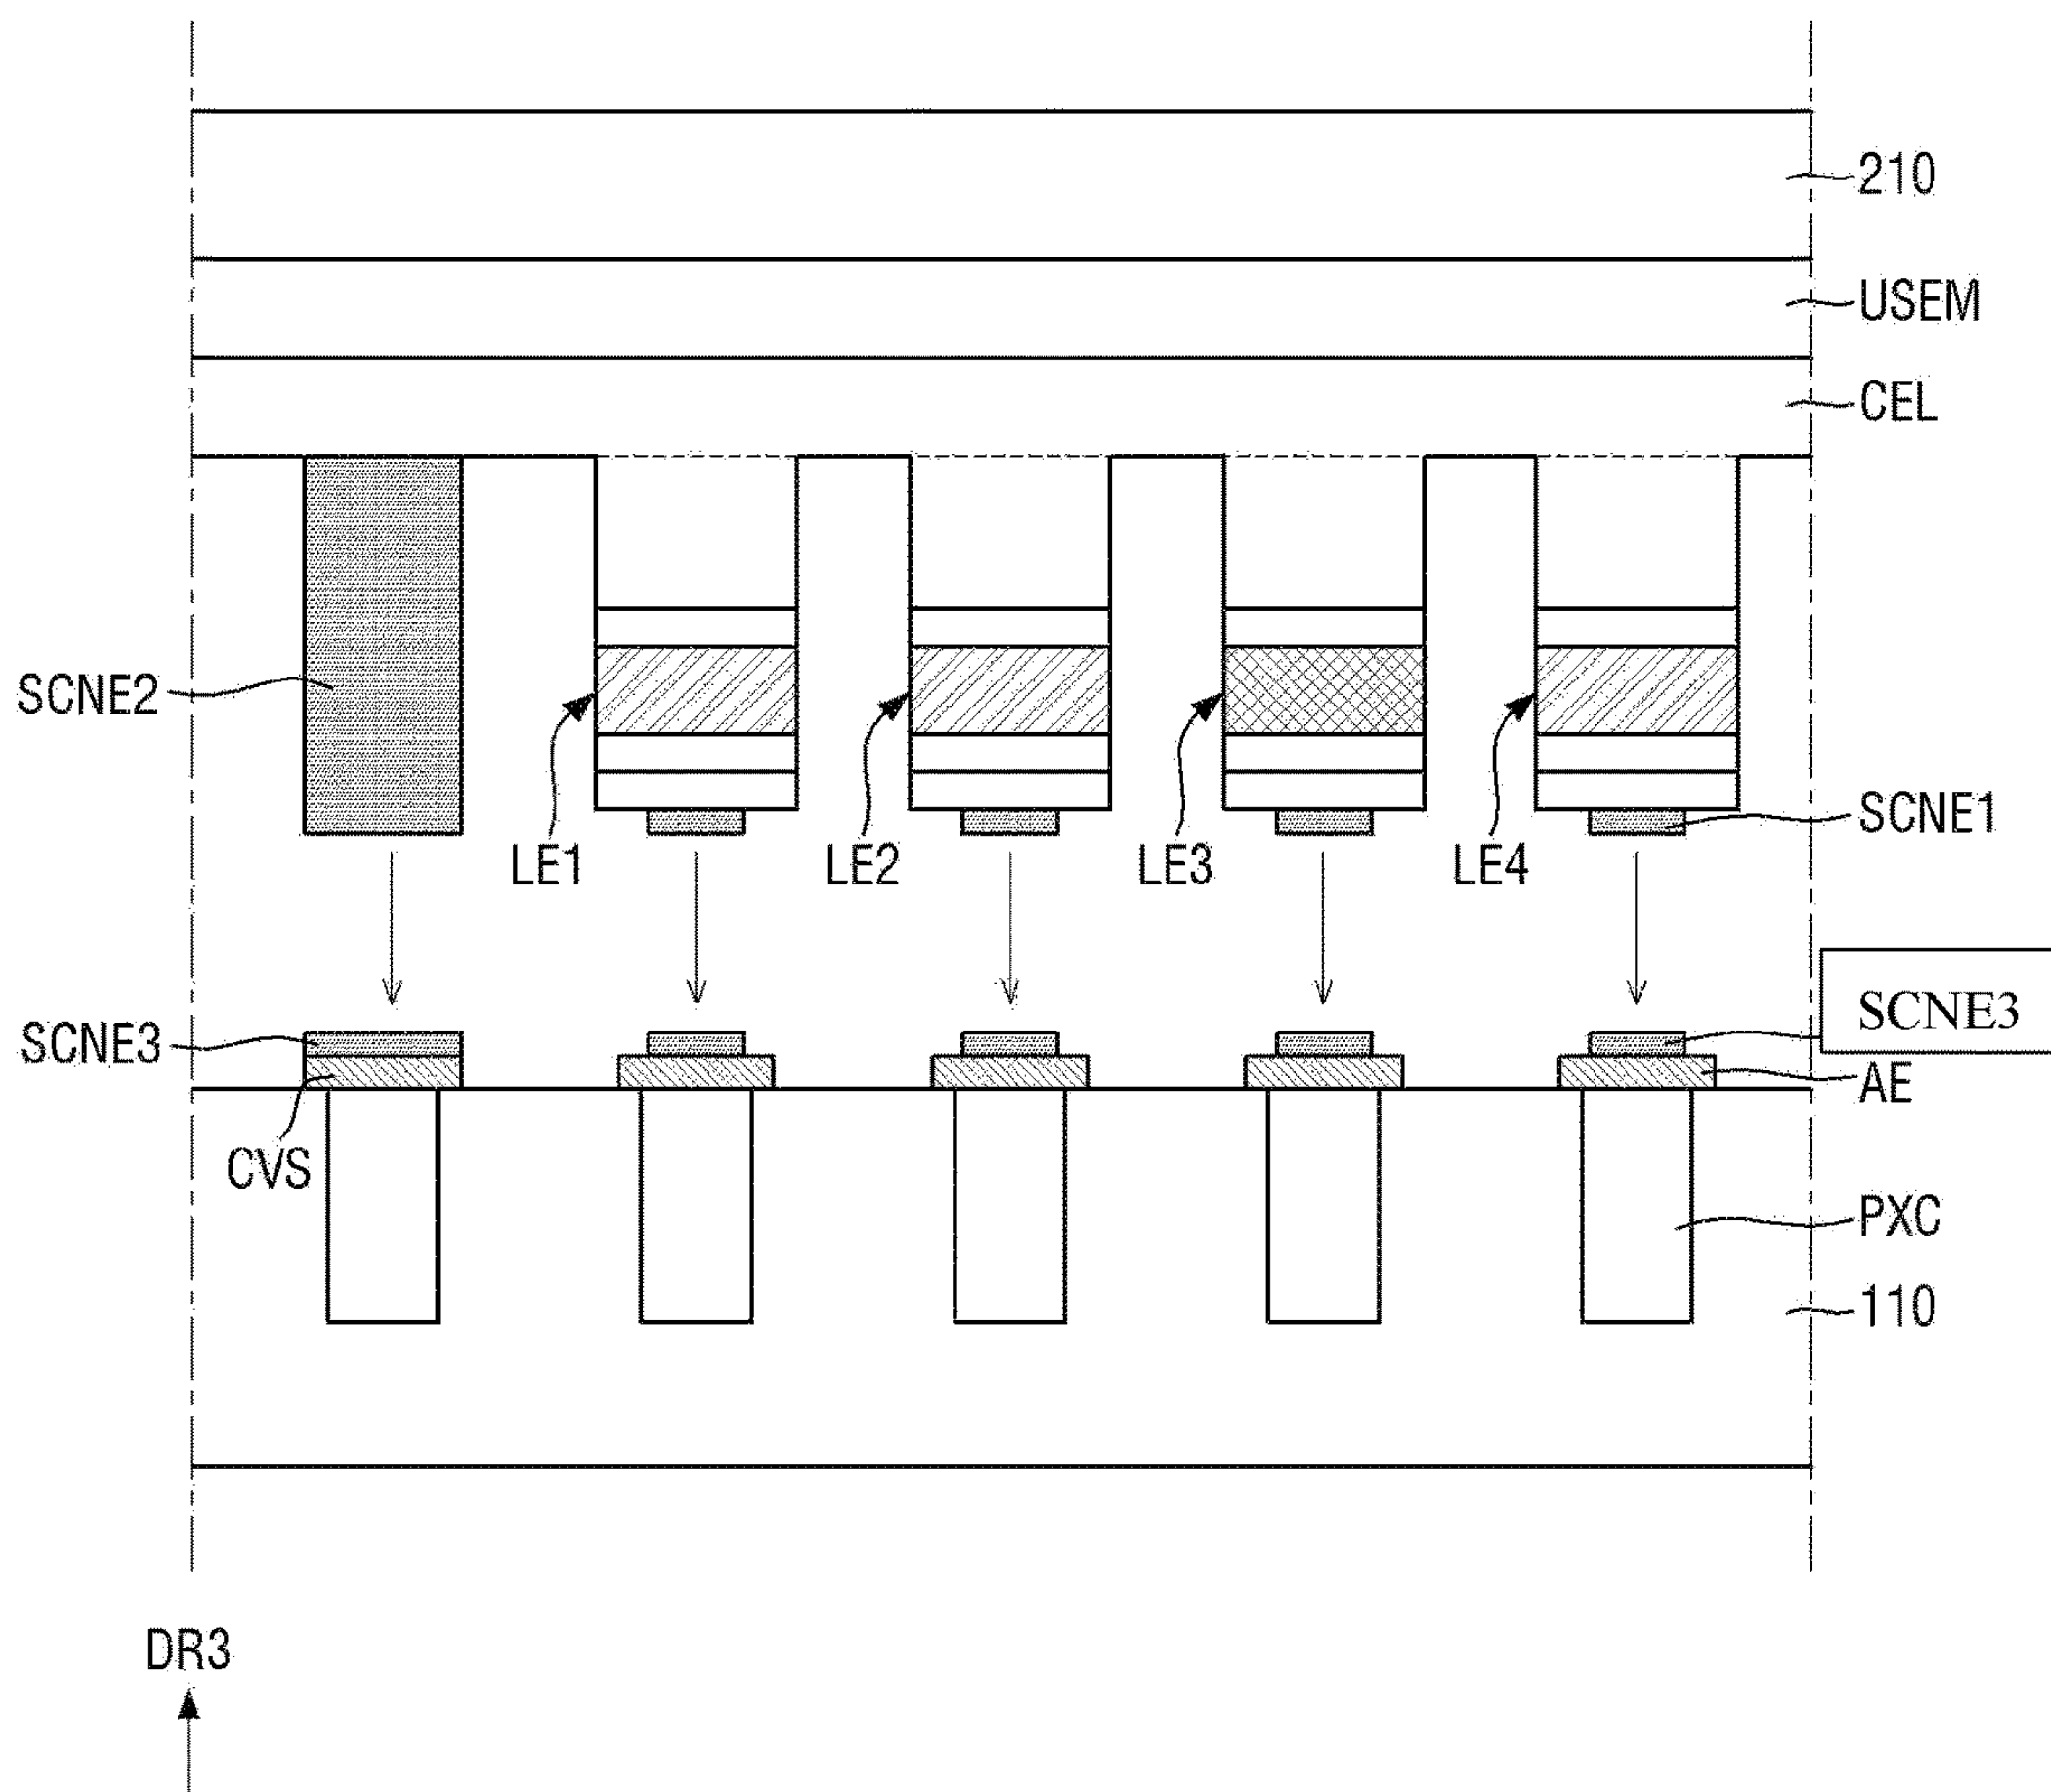 210
USEM
CEL
SCNE2
SCNE1
LE1
LE2
LE3
LE4
SCNE3
SCNE3
AE
CVS
PXC
110
DR3